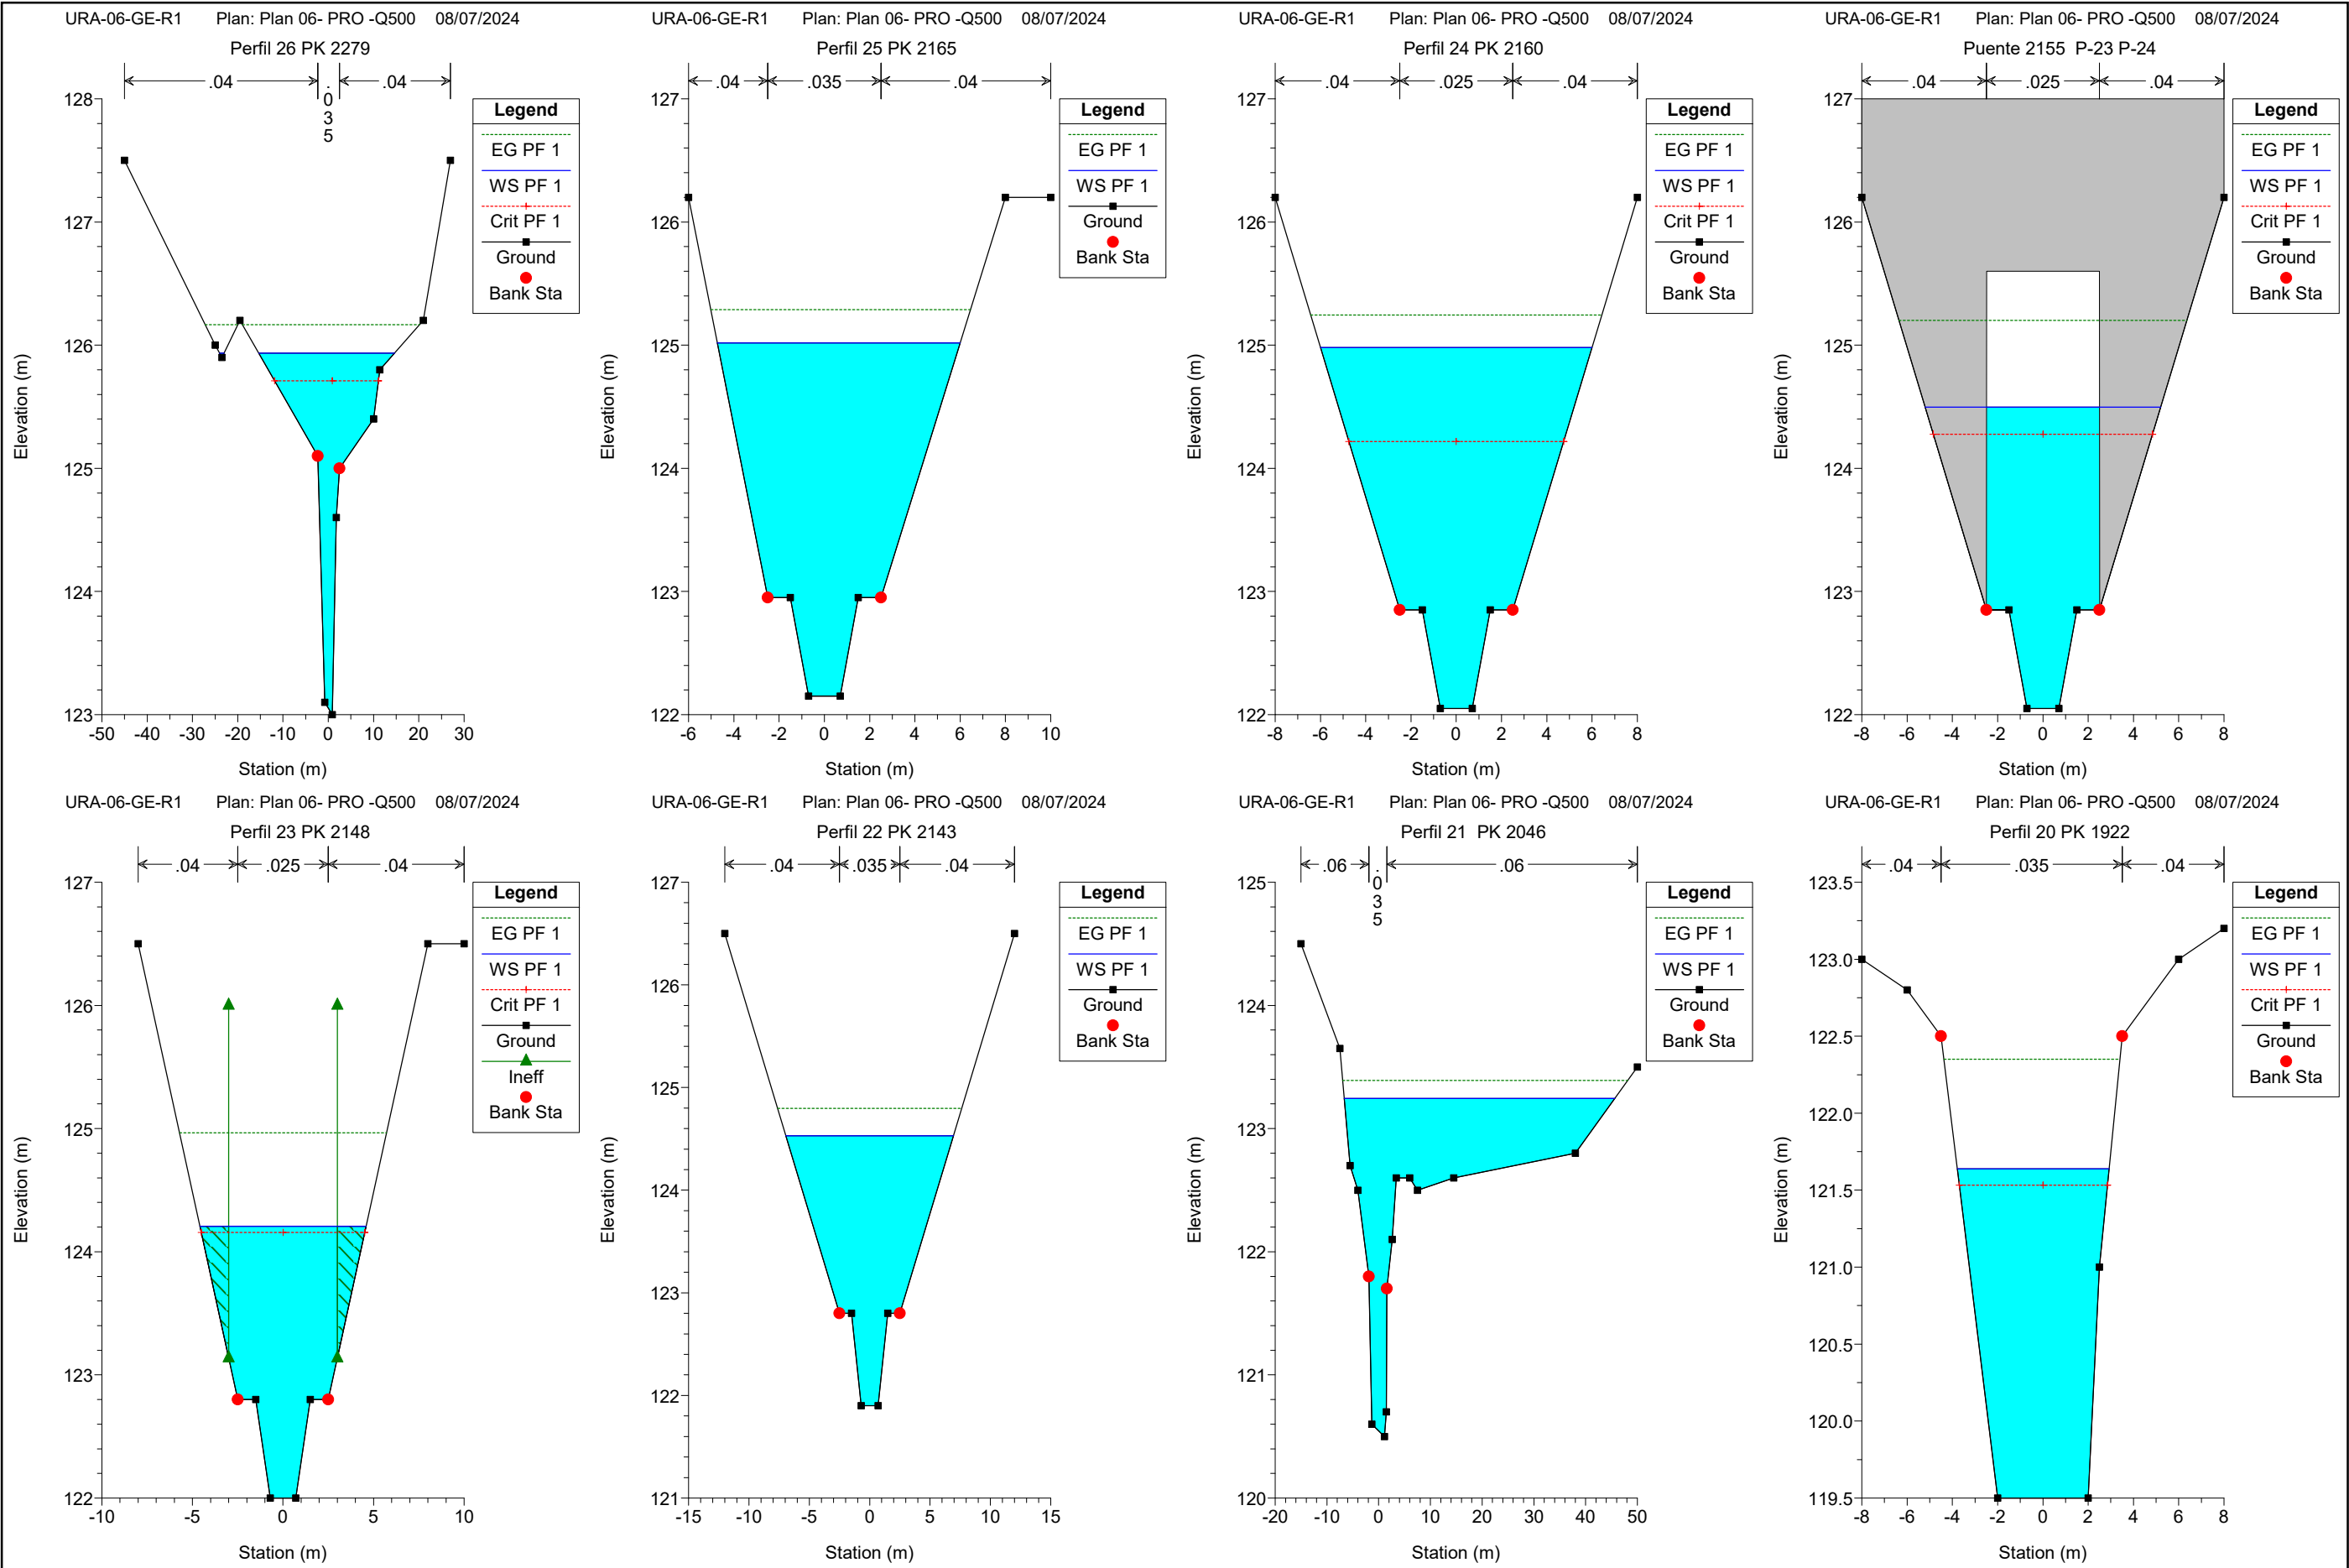 URA-06-GE-R1 Plan: Plan 06- PRO -Q500 08/07/2024
Perfil 26 PK 2279
.04 .035 .04
128
127
126
125
124
123
-50 -40 -30 -20 -10 0 10 20 30
Elevation (m)
Station (m)
Legend
EG PF 1
WS PF 1
Crit PF 1
Ground
Bank Sta
URA-06-GE-R1 Plan: Plan 06- PRO -Q500 08/07/2024
Perfil 25 PK 2165
.04 .035 .04
127
126
125
124
123
122
-6 -4 -2 0 2 4 6 8 10
Elevation (m)
Station (m)
Legend
EG PF 1
WS PF 1
Ground
Bank Sta
URA-06-GE-R1 Plan: Plan 06- PRO -Q500 08/07/2024
Perfil 24 PK 2160
.04 .025 .04
127
126
125
124
123
122
-8 -6 -4 -2 0 2 4 6 8
Elevation (m)
Station (m)
Legend
EG PF 1
WS PF 1
Crit PF 1
Ground
Bank Sta
URA-06-GE-R1 Plan: Plan 06- PRO -Q500 08/07/2024
Puente 2155 P-23 P-24
.04 .025 .04
127
126
125
124
123
122
-8 -6 -4 -2 0 2 4 6 8
Elevation (m)
Station (m)
Legend
EG PF 1
WS PF 1
Crit PF 1
Ground
Bank Sta
URA-06-GE-R1 Plan: Plan 06- PRO -Q500 08/07/2024
Perfil 23 PK 2148
.04 .025 .04
127
126
125
124
123
122
-10 -5 0 5 10
Elevation (m)
Station (m)
Legend
EG PF 1
WS PF 1
Crit PF 1
Ground
Ineff
Bank Sta
URA-06-GE-R1 Plan: Plan 06- PRO -Q500 08/07/2024
Perfil 22 PK 2143
.04 .035 .04
127
126
125
124
123
122
121
-15 -10 -5 0 5 10 15
Elevation (m)
Station (m)
Legend
EG PF 1
WS PF 1
Ground
Bank Sta
URA-06-GE-R1 Plan: Plan 06- PRO -Q500 08/07/2024
Perfil 21 PK 2046
.06 .035 .06
125
124
123
122
121
120
-20 -10 0 10 20 30 40 50
Elevation (m)
Station (m)
Legend
EG PF 1
WS PF 1
Ground
Bank Sta
URA-06-GE-R1 Plan: Plan 06- PRO -Q500 08/07/2024
Perfil 20 PK 1922
.04 .035 .04
123.5
123.0
122.5
122.0
121.5
121.0
120.5
120.0
119.5
-8 -6 -4 -2 0 2 4 6 8
Elevation (m)
Station (m)
Legend
EG PF 1
WS PF 1
Crit PF 1
Ground
Bank Sta